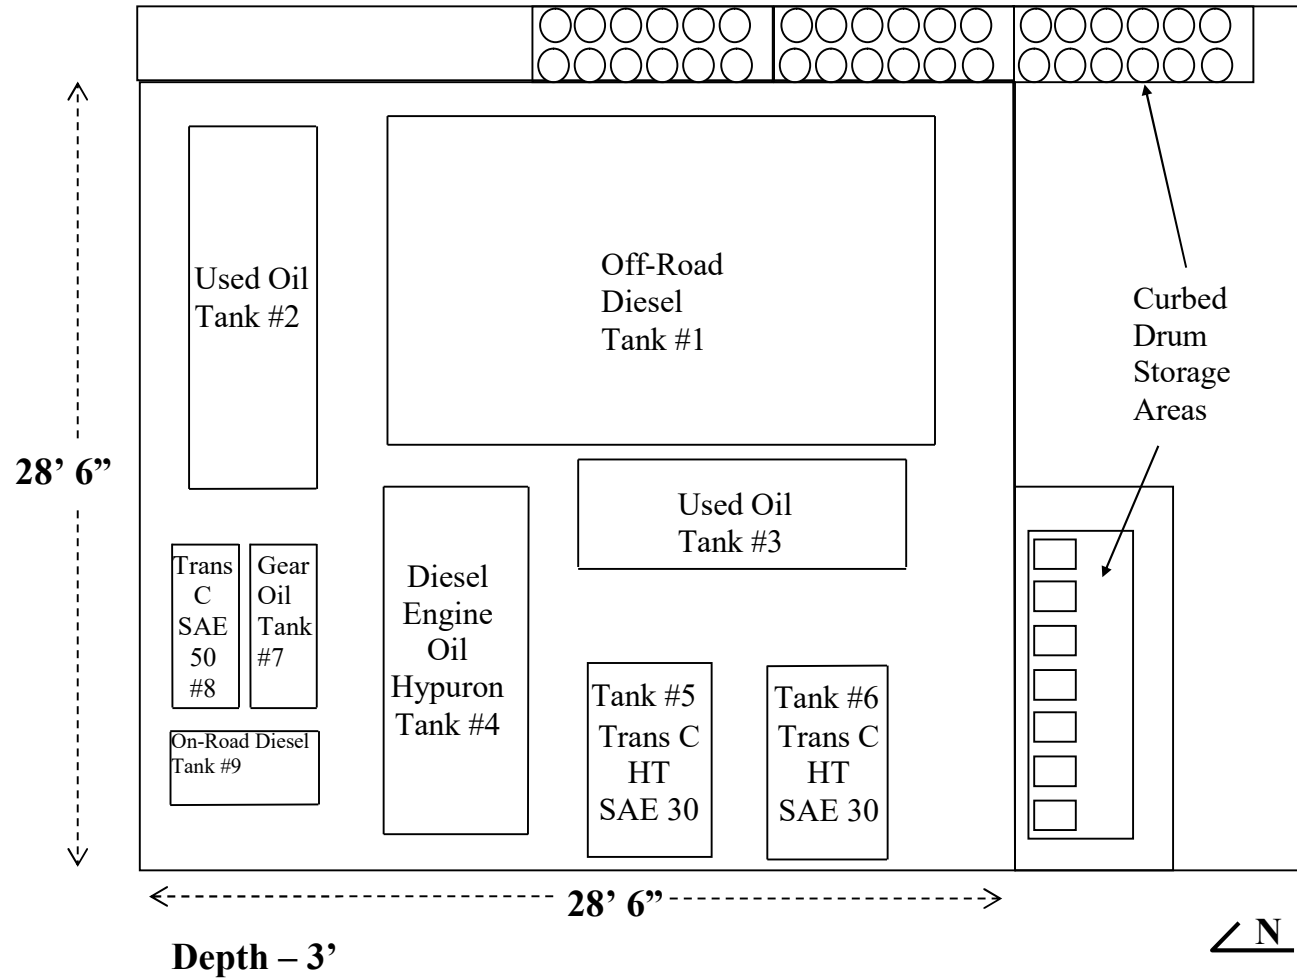 Used Oil
Tank #2
Off-Road
Diesel
Tank #1
Curbed
Drum
Storage
Areas
28’ 6”
Used Oil
Tank #3
Trans
C
SAE
50
#8
Gear
Oil
Tank
#7
Diesel
Engine
Oil
Hypuron
Tank #4
Tank #5
Trans C
HT
SAE 30
Tank #6
Trans C
HT
SAE 30
On-Road Diesel
Tank #9
28’ 6”
Depth – 3’
N